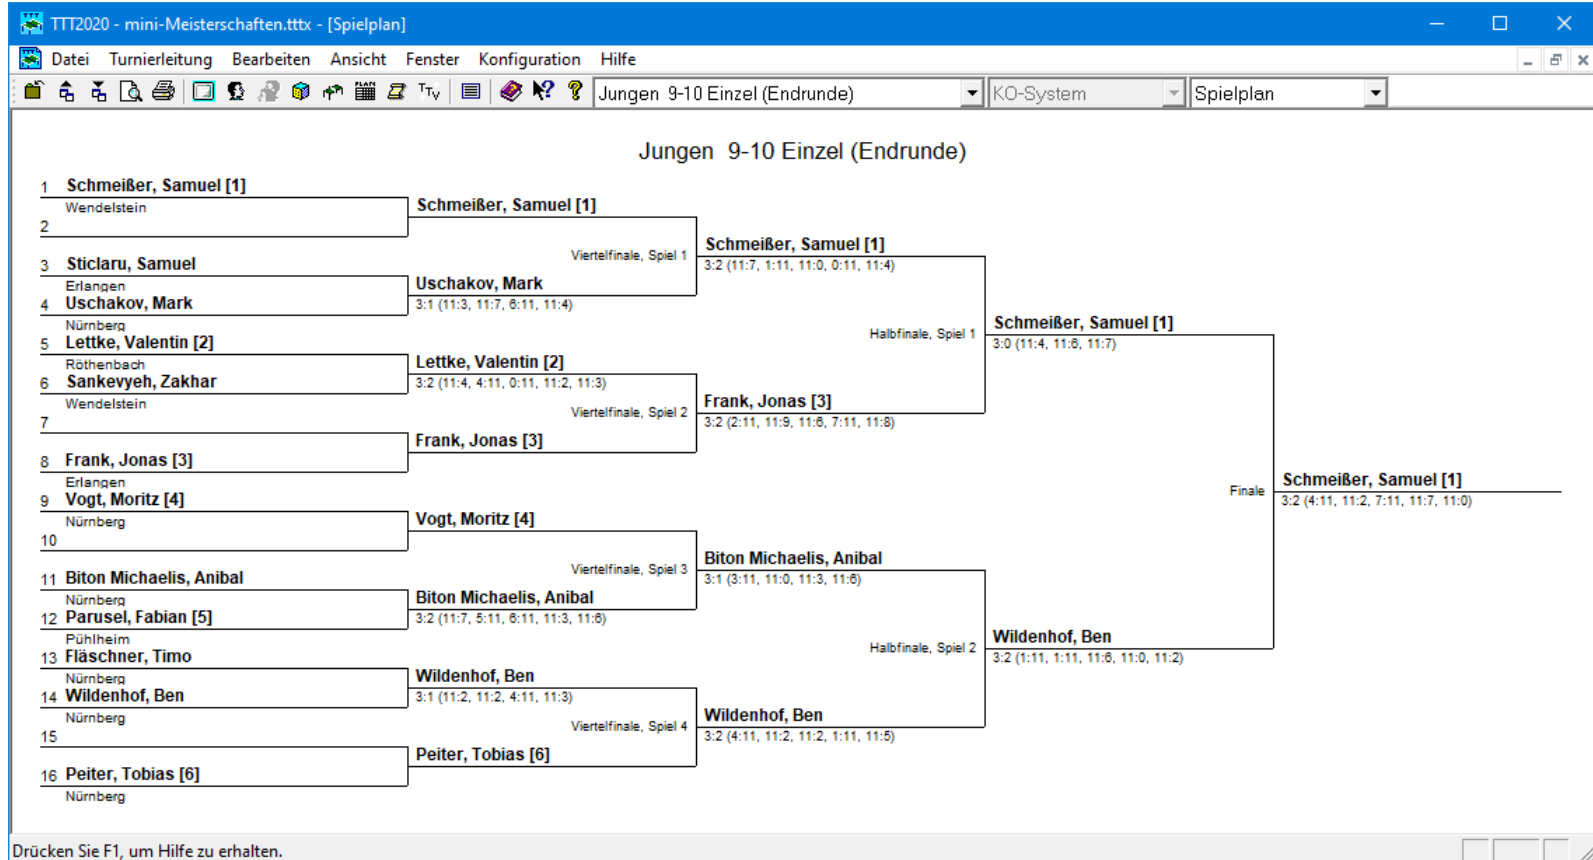 TTT2020 - mini-Meisterschaften.tttx - [Spielplan]
Datei Turnierleitung Bearbeiten Ansicht Fenster Konfiguration Hilfe
Jungen 9-10 Einzel (Endrunde) KO-System Spielplan
Jungen 9-10 Einzel (Endrunde)
1 Schmeißer, Samuel [1]
Wendelstein
2
3 Sticlaru, Samuel
Erlangen
4 Uschakov, Mark
Nürnberg
5 Lettke, Valentin [2]
Röthenbach
6 Sankevyeh, Zakhar
Wendelstein
7
8 Frank, Jonas [3]
Erlangen
9 Vogt, Moritz [4]
Nürnberg
10
11 Biton Michaelis, Anibal
Nürnberg
12 Parusel, Fabian [5]
Pühlheim
13 Fläschner, Timo
Nürnberg
14 Wildenhof, Ben
Nürnberg
15
16 Peiter, Tobias [6]
Nürnberg
Schmeißer, Samuel [1]
Uschakov, Mark
3:1 (11:3, 11:7, 6:11, 11:4)
Lettke, Valentin [2]
3:2 (11:4, 4:11, 0:11, 11:2, 11:3)
Frank, Jonas [3]
Vogt, Moritz [4]
Biton Michaelis, Anibal
3:2 (11:7, 5:11, 6:11, 11:3, 11:6)
Wildenhof, Ben
3:1 (11:2, 11:2, 4:11, 11:3)
Peiter, Tobias [6]
Viertelfinale, Spiel 1
Schmeißer, Samuel [1]
3:2 (11:7, 1:11, 11:0, 0:11, 11:4)
Viertelfinale, Spiel 2
Frank, Jonas [3]
3:2 (2:11, 11:9, 11:6, 7:11, 11:8)
Viertelfinale, Spiel 3
Biton Michaelis, Anibal
3:1 (3:11, 11:0, 11:3, 11:6)
Viertelfinale, Spiel 4
Wildenhof, Ben
3:2 (4:11, 11:2, 11:2, 1:11, 11:5)
Halbfinale, Spiel 1
Schmeißer, Samuel [1]
3:0 (11:4, 11:6, 11:7)
Halbfinale, Spiel 2
Wildenhof, Ben
3:2 (1:11, 1:11, 11:6, 11:0, 11:2)
Finale
Schmeißer, Samuel [1]
3:2 (4:11, 11:2, 7:11, 11:7, 11:0)
Drücken Sie F1, um Hilfe zu erhalten.